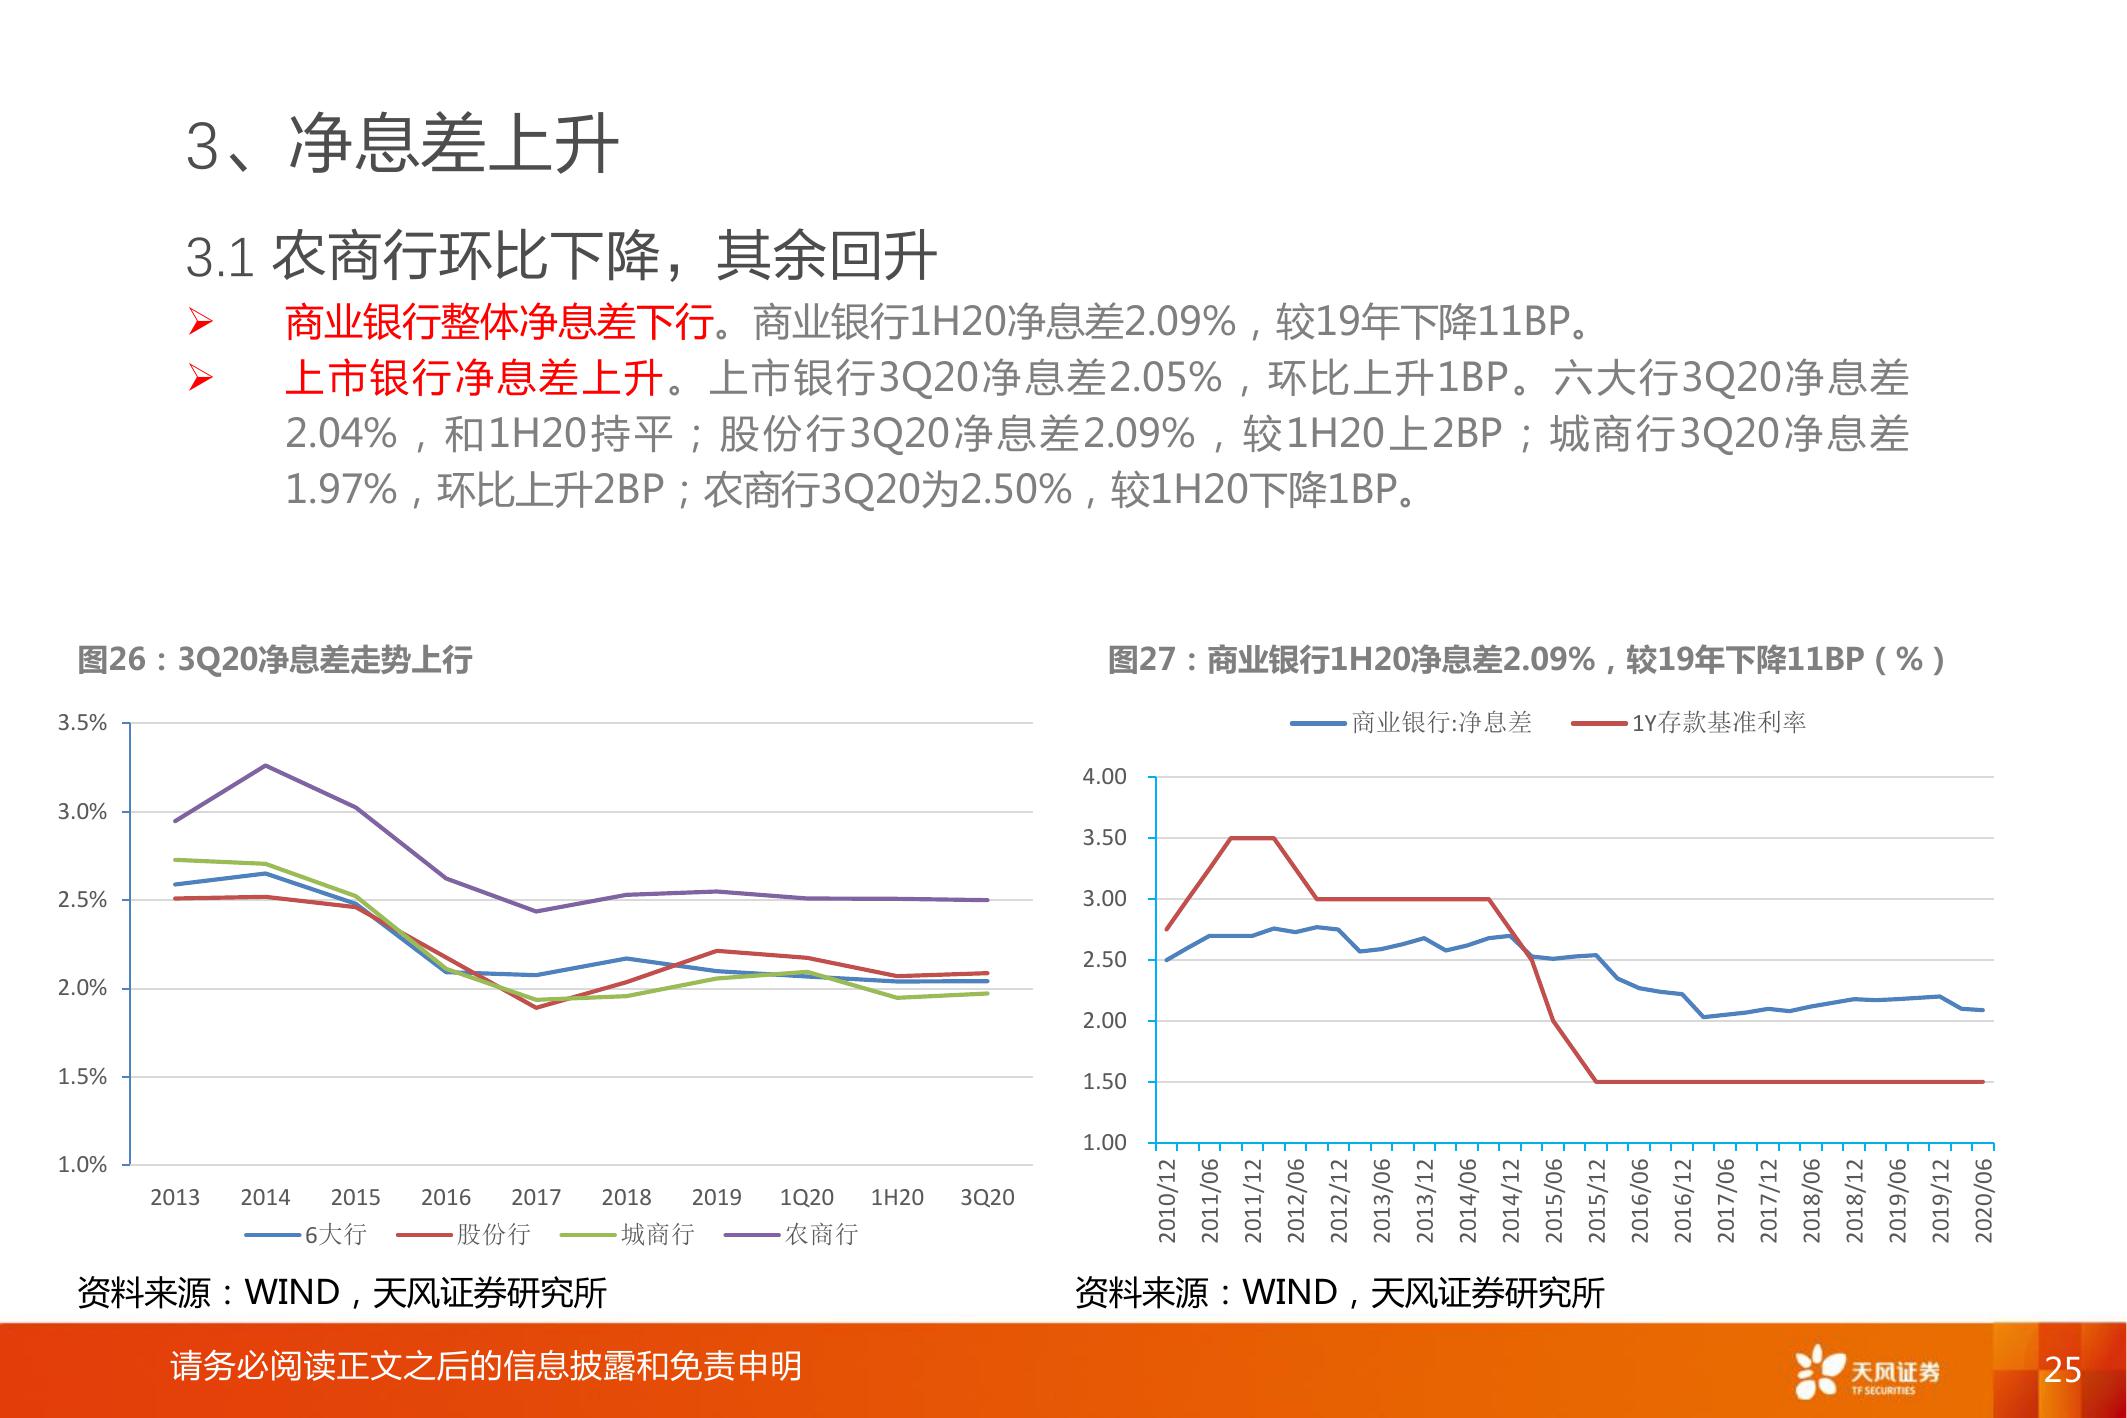 3、净息差上升
3.1 农商行环比下降，其余回升
➢ 商业银行整体净息差下行。商业银行1H20净息差2.09%，较19年下降11BP。
➢ 上市银行净息差上升。上市银行3Q20净息差2.05%，环比上升1BP。六大行3Q20净息差
2.04%，和1H20持平；股份行3Q20净息差2.09%，较1H20上2BP；城商行3Q20净息差
1.97%，环比上升2BP；农商行3Q20为2.50%，较1H20下降1BP。
图26：3Q20净息差走势上行
3.5%
3.0%
2.5%
2.0%
1.5%
1.0%
2013 2014 2015 2016 2017 2018 2019 1Q20 1H20 3Q20
6大行 股份行 城商行 农商行
资料来源：WIND，天风证券研究所
图27：商业银行1H20净息差2.09%，较19年下降11BP（%）
商业银行:净息差 1Y存款基准利率
4.00
3.50
3.00
2.50
2.00
1.50
1.00
2010/12 2011/06 2011/12 2012/06 2012/12 2013/06 2013/12 2014/06 2014/12 2015/06 2015/12 2016/06 2016/12 2017/06 2017/12 2018/06 2018/12 2019/06 2019/12 2020/06
资料来源：WIND，天风证券研究所
请务必阅读正文之后的信息披露和免责申明
天风证券
TF SECURITIES
25